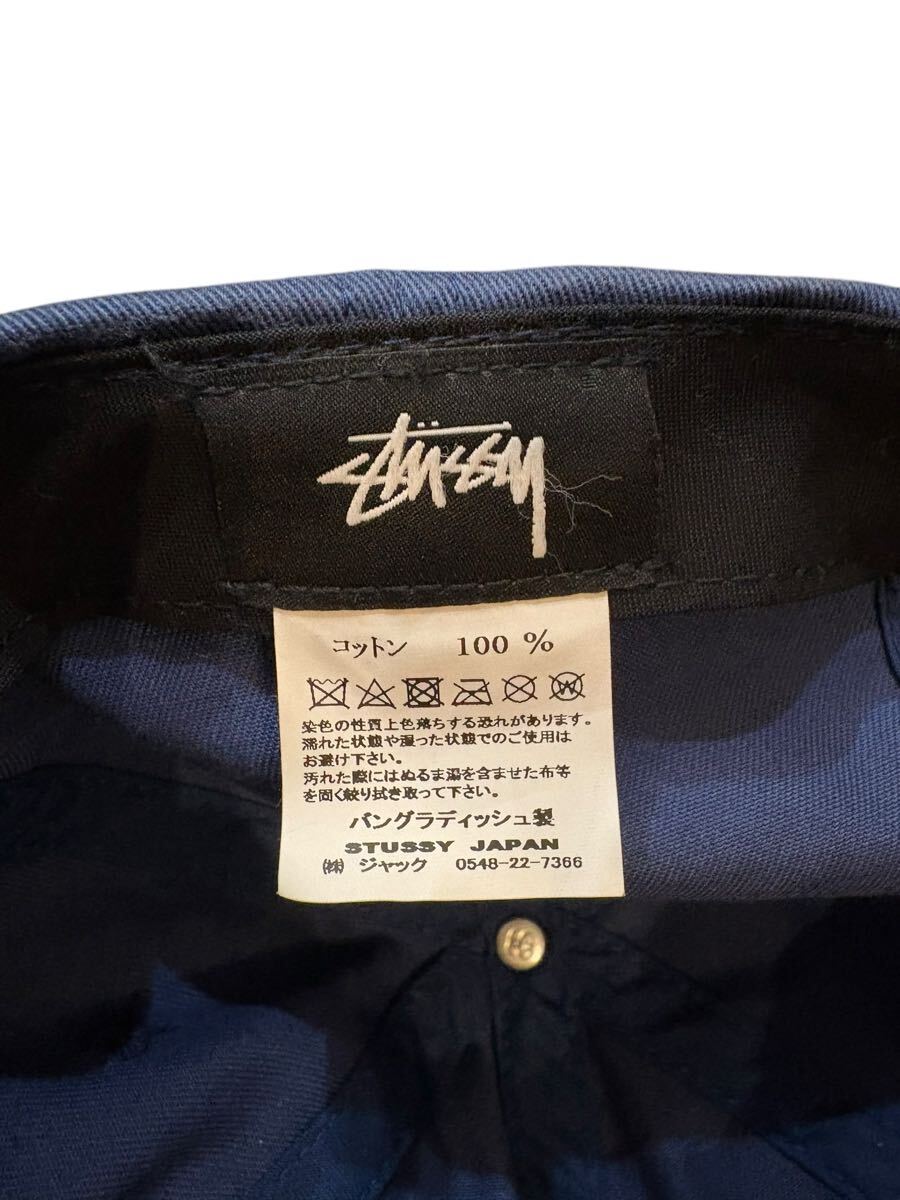 stüssy
コットン 100 %
染色の性質上色落ちする恐れがあります。
濡れた状態や湿った状態でのご使用は
お避け下さい。
汚れた際にはぬるま湯を含ませた布等
を固く絞り拭き取って下さい。
バングラディッシュ製
STUSSY JAPAN
㈱ ジャック 0548-22-7366